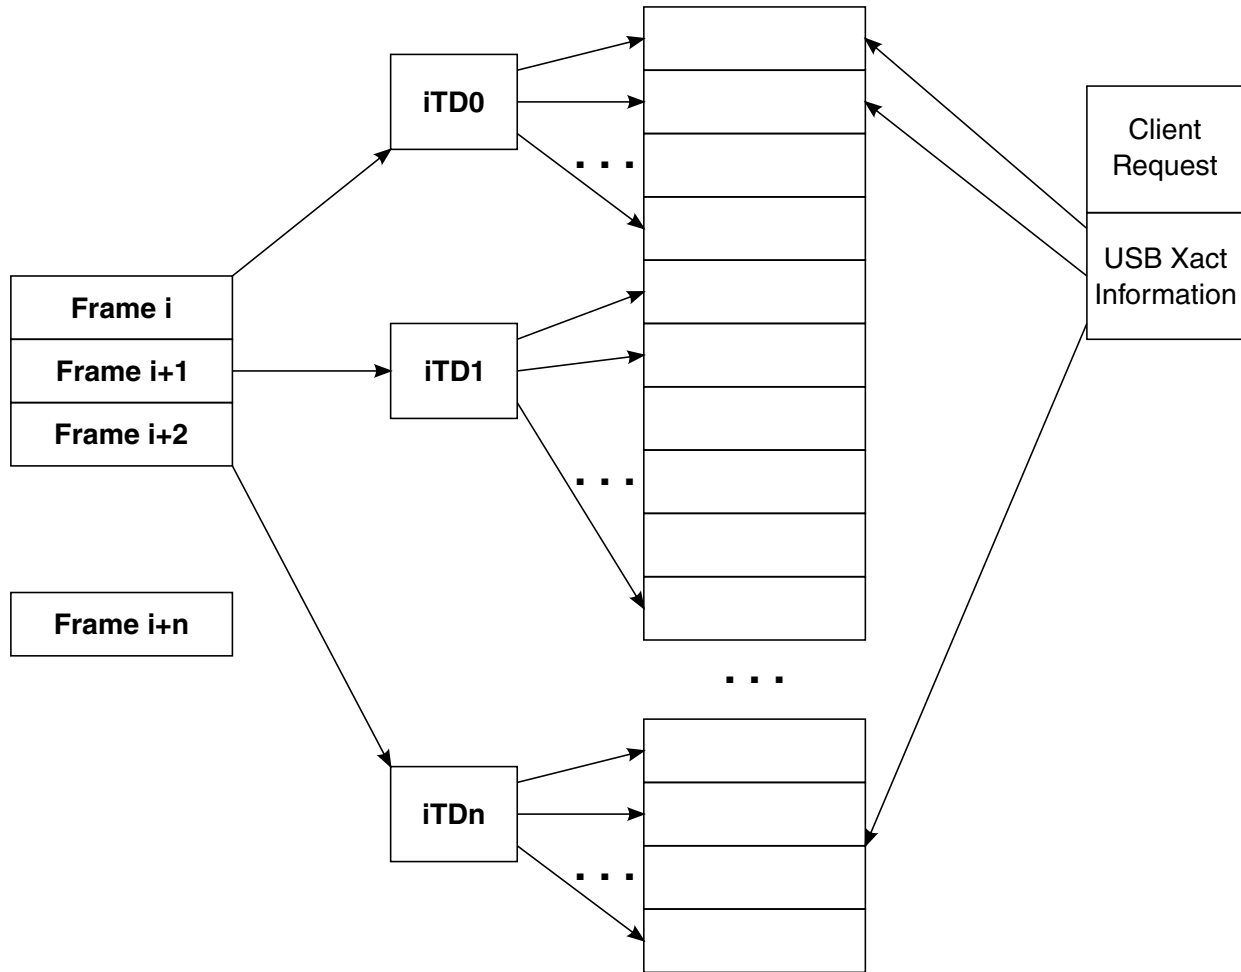 iTD0
. . .
Client
Request
USB Xact
Information
Frame i
Frame i+1
Frame i+2
iTD1
. . .
Frame i+n
. . .
iTDn
. . .